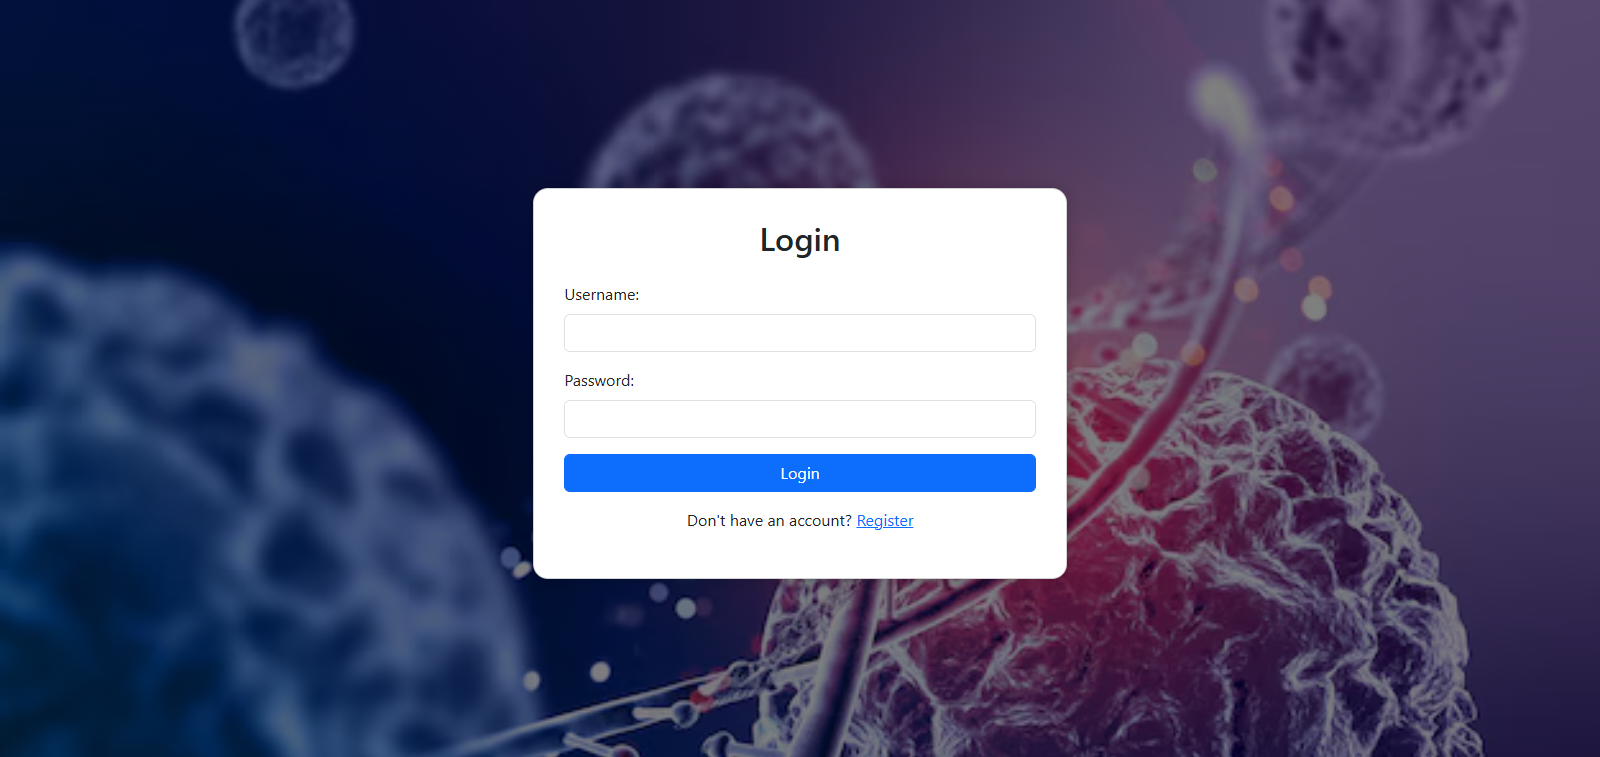 Login
Username:
Password:
Login
Don't have an account? Register